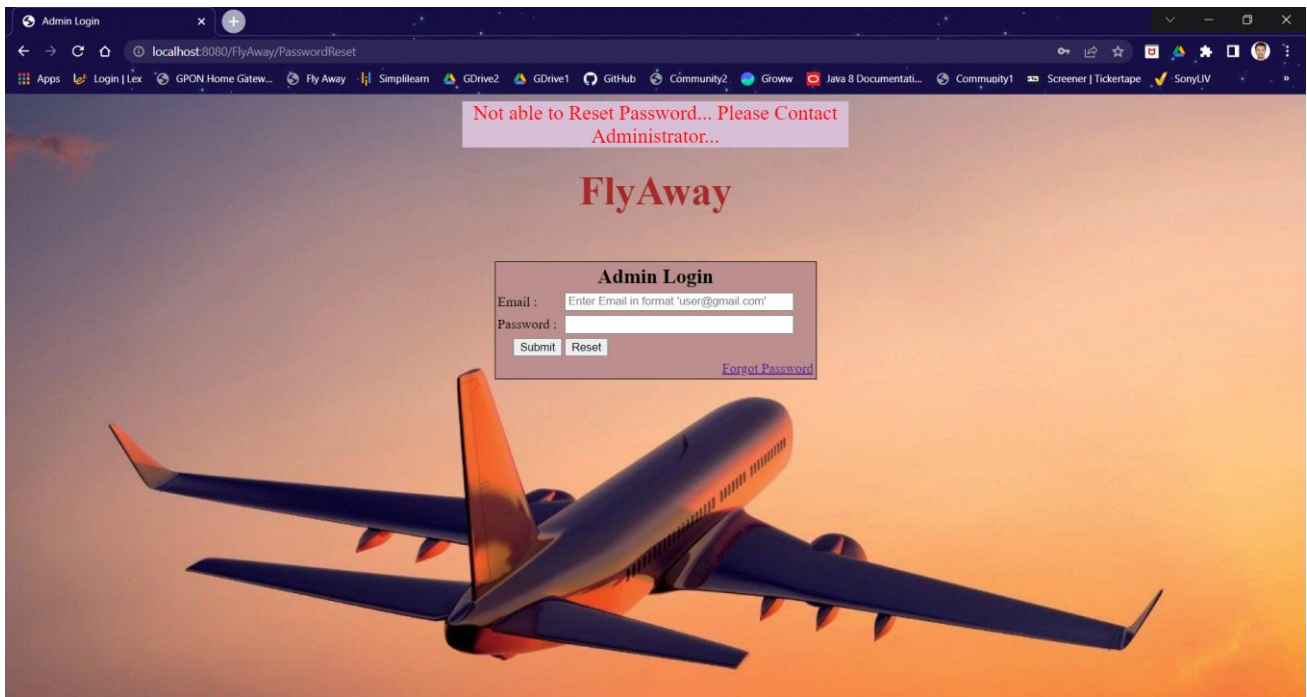 Admin Login
localhost:8080/FlyAway/PasswordReset
Apps Login | Lex GPON Home Gatew... Fly Away Simplilearn GDrive2 GDrive1 GitHub Community2 Groww Java 8 Documentati... Community1 Screener | Tickertape SonyLIV »
Not able to Reset Password... Please Contact
Administrator...
FlyAway
Admin Login
Email : Enter Email in format 'user@gmail.com'
Password :
Submit Reset
Forgot Password